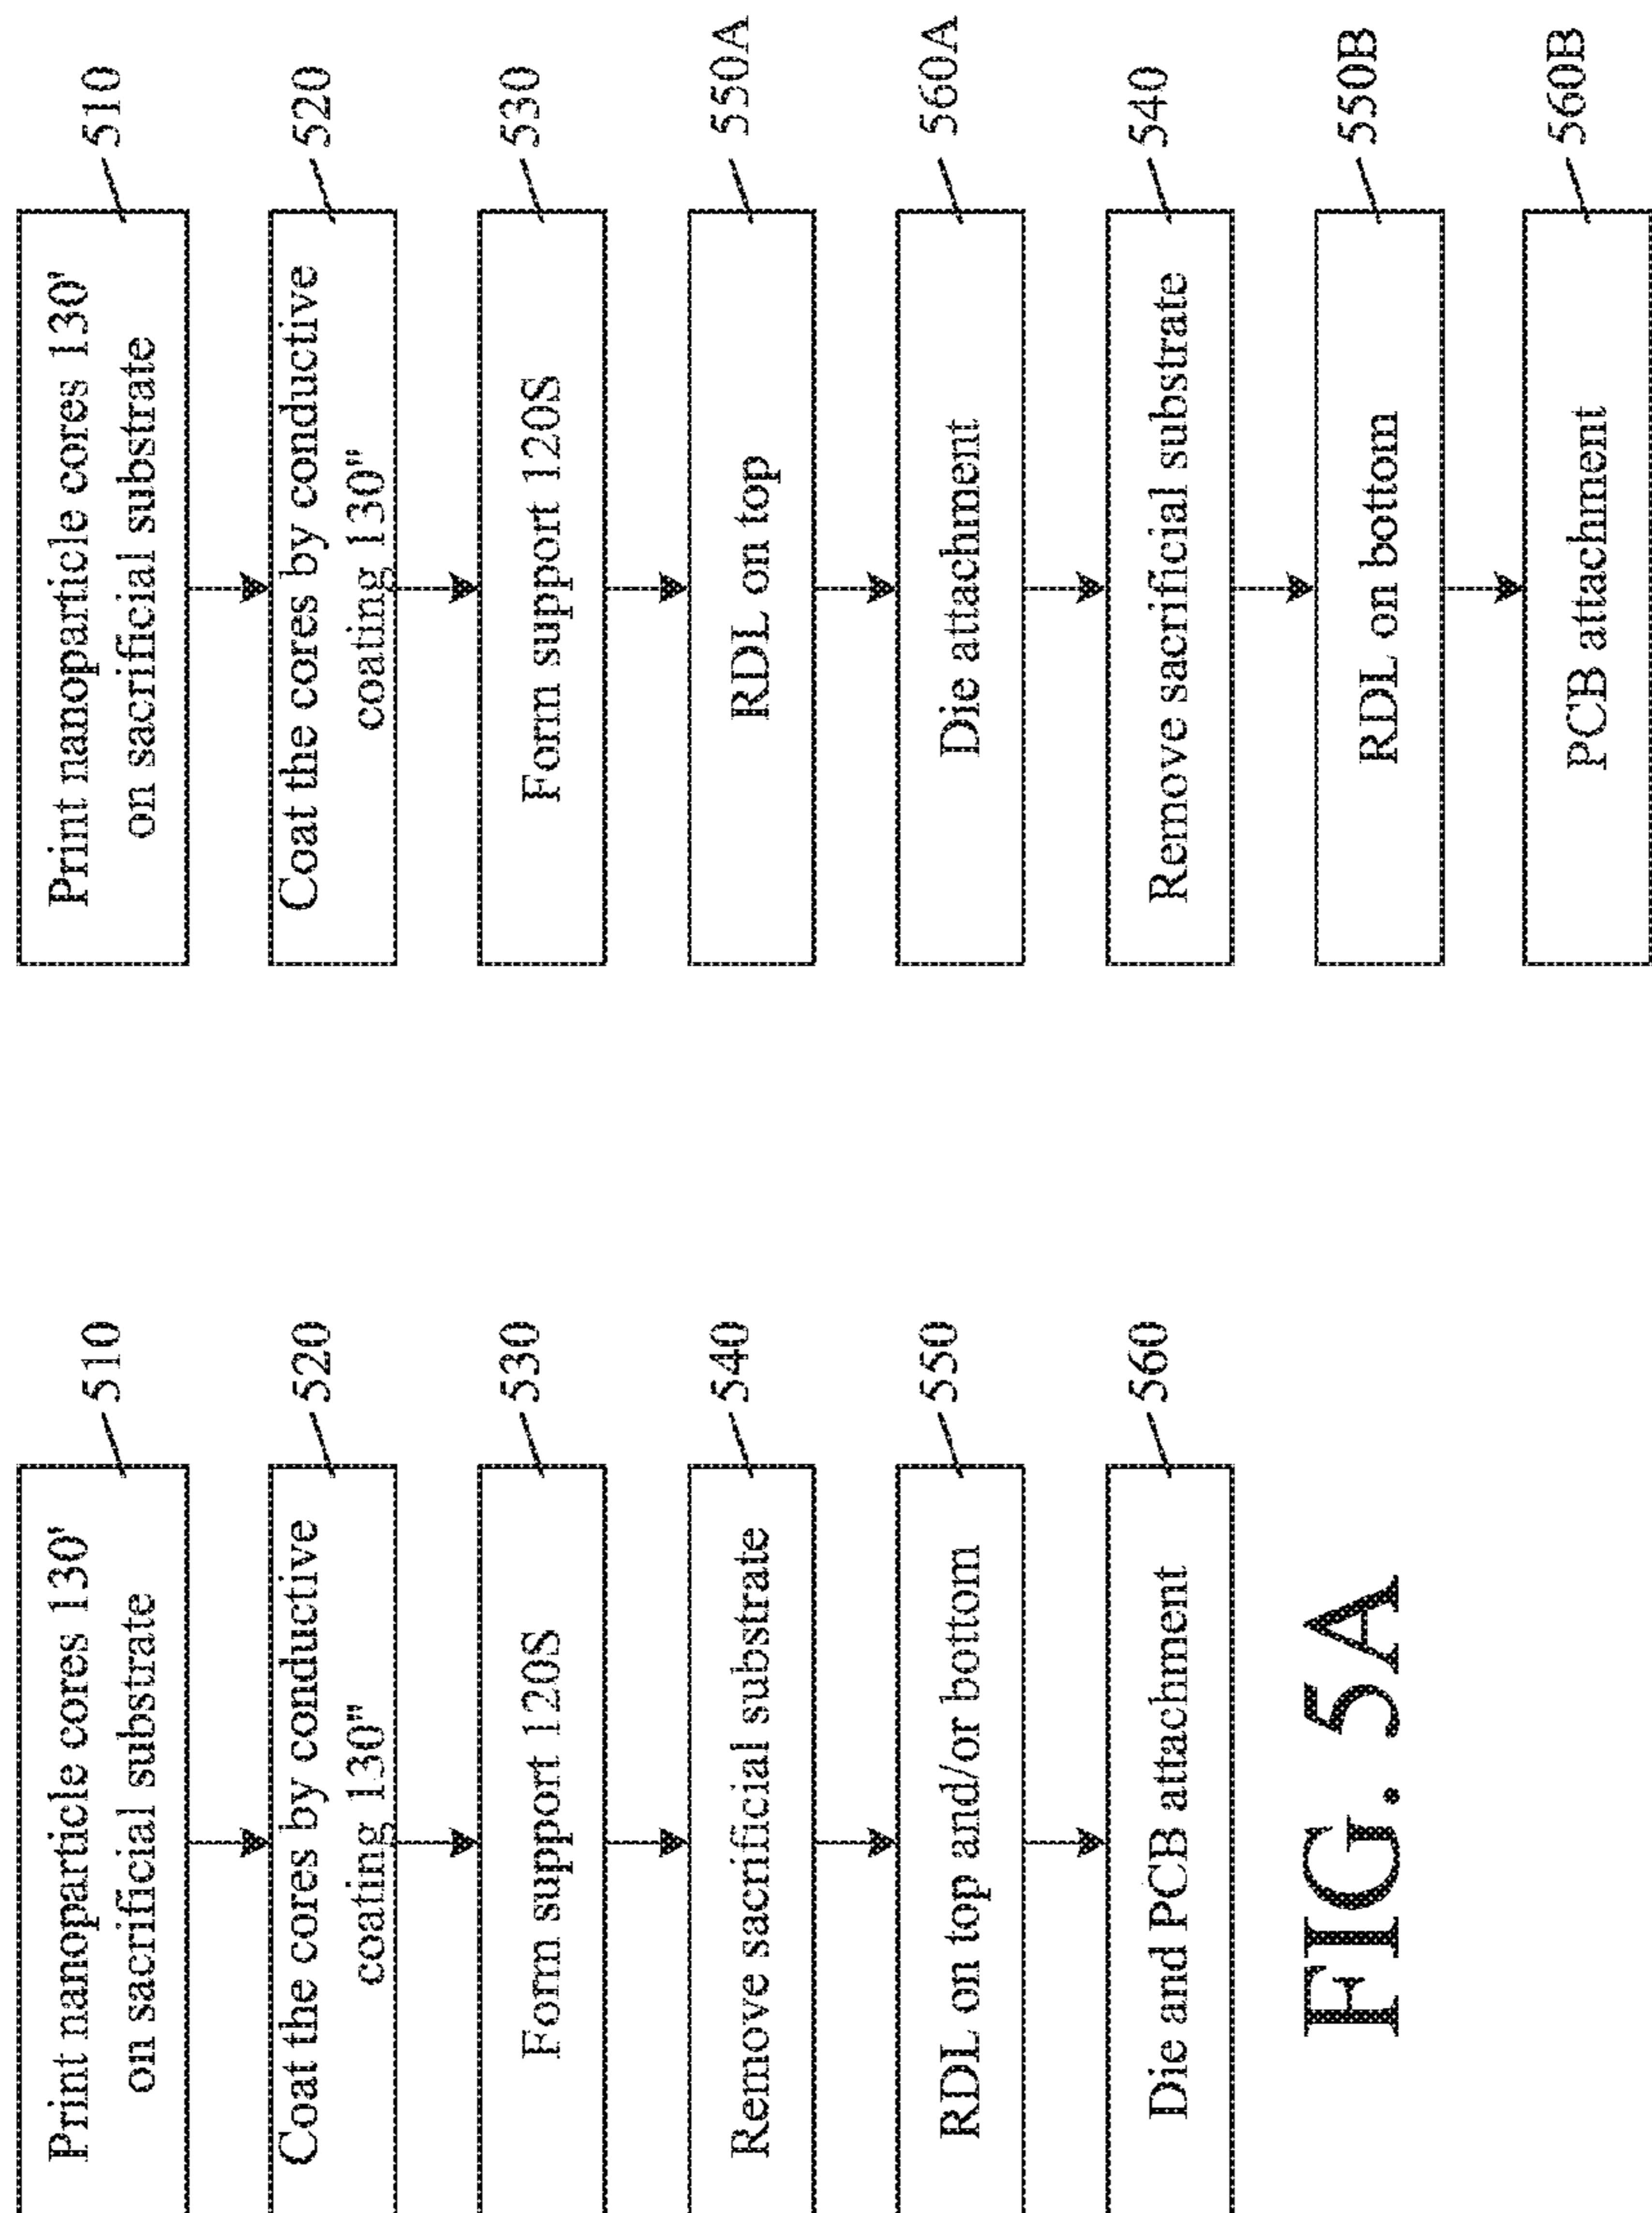 510
Print nanoparticle cores 130'
on sacrificial substrate
520
Coat the cores by conductive
coating 130"
530
Form support 120S
540
Remove sacrificial substrate
550
RDL on top and/or bottom
560
Die and PCB attachment
FIG. 5A
510
Print nanoparticle cores 130'
on sacrificial substrate
520
Coat the cores by conductive
coating 130"
530
Form support 120S
550A
RDL on top
560A
Die attachment
540
Remove sacrificial substrate
550B
RDL on bottom
560B
PCB attachment